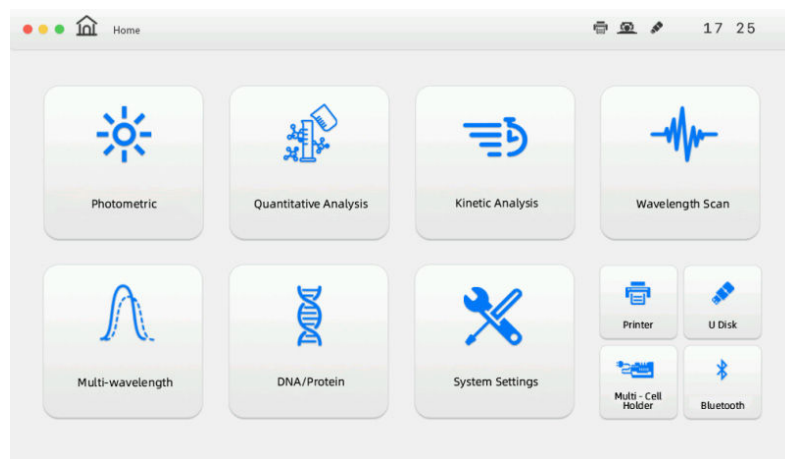 Home
17 25
Photometric
Quantitative Analysis
Kinetic Analysis
Wavelength Scan
Multi-wavelength
DNA/Protein
System Settings
Printer
U Disk
Multi - Cell
Holder
Bluetooth